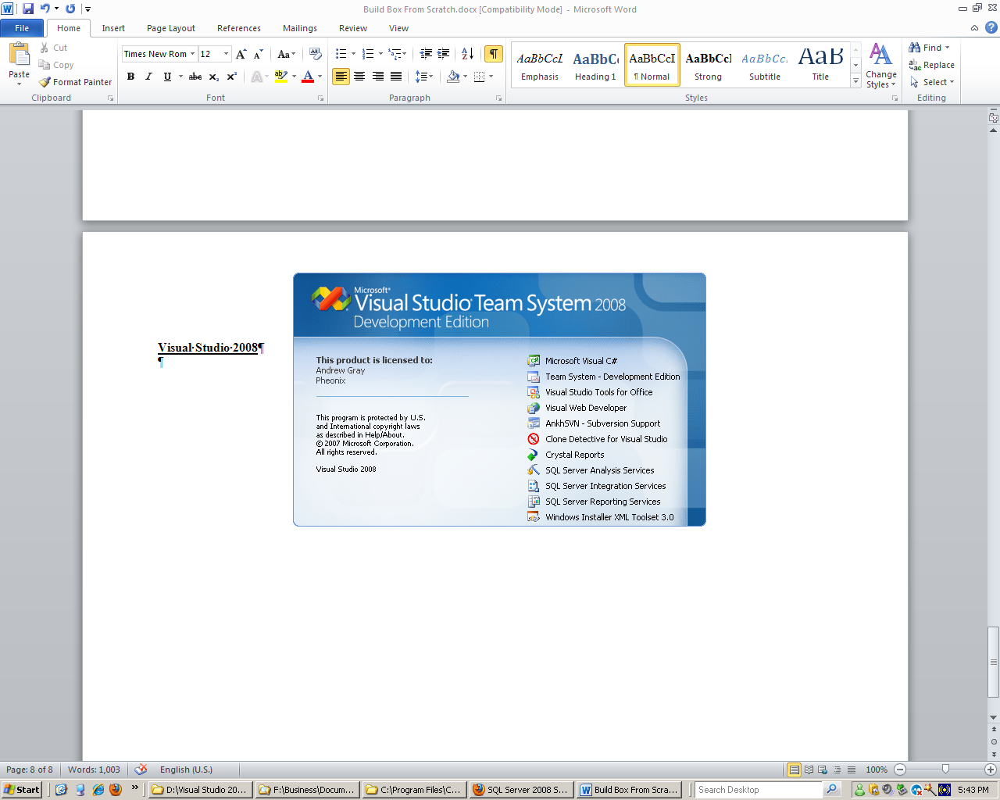 Build Box From Scratch.docx [Compatibility Mode] - Microsoft Word
File Home Insert Page Layout References Mailings Review View
Paste
Cut
Copy
Format Painter
Clipboard
Times New Rom 12
Font
Paragraph
AaBbCcI AaBbCc AaBbCcI AaBbCcI AaBbCc. AaB
Emphasis Heading 1 ¶ Normal Strong Subtitle Title
Change Styles
Styles
Find
Replace
Select
Editing
Microsoft®
Visual Studio® Team System 2008
Development Edition
Visual·Studio·2008¶
¶
This product is licensed to:
Andrew Gray
Pheonix
This program is protected by U.S.
and International copyright laws
as described in Help/About.
© 2007 Microsoft Corporation.
All rights reserved.
Visual Studio 2008
Microsoft Visual C#
Team System - Development Edition
Visual Studio Tools for Office
Visual Web Developer
AnkhSVN - Subversion Support
Clone Detective for Visual Studio
Crystal Reports
SQL Server Analysis Services
SQL Server Integration Services
SQL Server Reporting Services
Windows Installer XML Toolset 3.0
Page: 8 of 8 Words: 1,003 English (U.S.) 100%
Start D:\Visual Studio 20... F:\Business\Docum... C:\Program Files\C... SQL Server 2008 S... Build Box From Scra... Search Desktop 5:43 PM